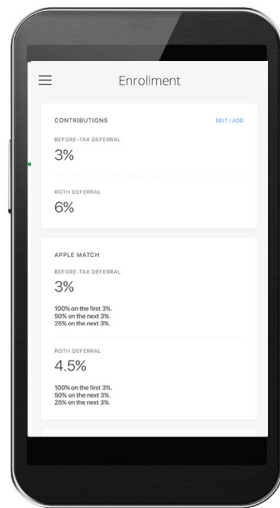 Enrollment
CONTRIBUTIONS EDIT / ADD
BEFORE-TAX DEFERRAL
3%
ROTH DEFERRAL
6%
APPLE MATCH
BEFORE-TAX DEFERRAL
3%
100% on the first 3%.
50% on the next 3%.
25% on the next 3%.
ROTH DEFERRAL
4.5%
100% on the first 3%.
50% on the next 3%.
25% on the next 3%.